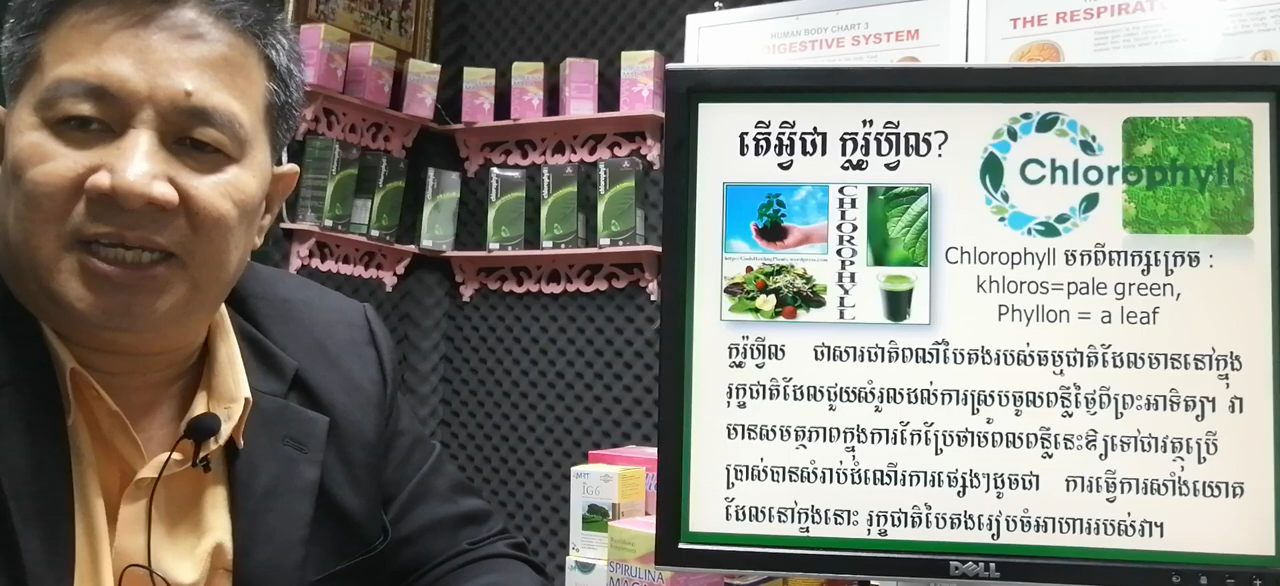 HUMAN BODY CHART 3
DIGESTIVE SYSTEM
THE RESPIRAT
តើអ្វីជា ក្លរ៉ូហ្វីល?
Chlorophyll
CHLOROPHYLL
http://GodsHealingPlants.wordpress.com
Chlorophyll មកពីពាក្យក្រេច :
khloros=pale green,
Phyllon = a leaf
ក្លរ៉ូហ្វីល ជាសារជាតិពណ៌បៃតងរបស់ធម្មជាតិដែលមាននៅក្នុង
រុក្ខជាតិដែលជួយសំរួលដល់ការស្រូបចូលពន្លឺថ្ងៃពីព្រះអាទិត្យ។ វា
មានសមត្ថភាពក្នុងការកែប្រែថាមពលពន្លឺនេះឱ្យទៅជាវត្ថុប្រើ
ប្រាស់បានសំរាប់ដំណើរការផ្សេងៗដូចជា ការធ្វើការសាំងយោគ
ដែលនៅក្នុងនោះ រុក្ខជាតិបៃតងរៀបចំអាហាររបស់វា។
DELL
MRT
IG6
SPIRULINA